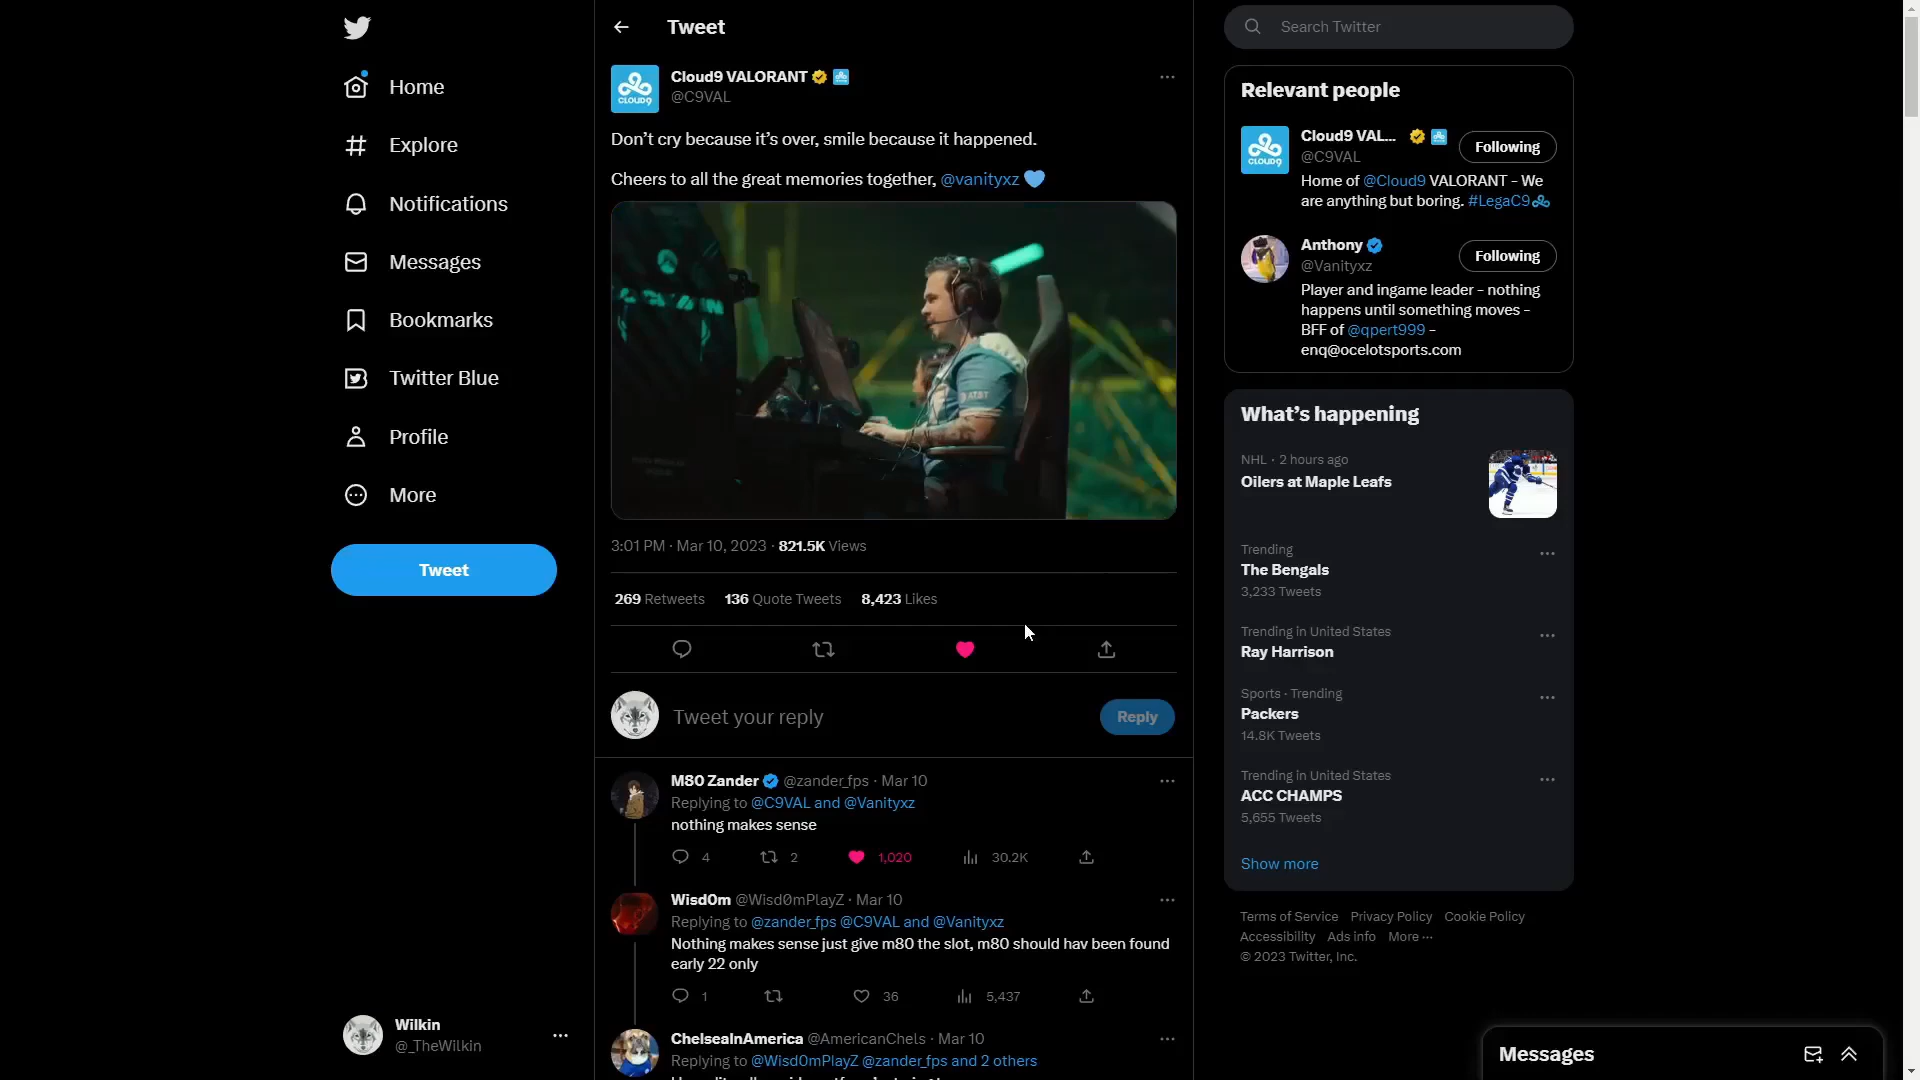 Home
Explore
Notifications
Messages
Bookmarks
Twitter Blue
Profile
More
Tweet
Wilkin
@_TheWilkin
Tweet
CLOUD9
Cloud9 VALORANT
@C9VAL
Don’t cry because it’s over, smile because it happened.
Cheers to all the great memories together, @vanityxz
AT&T
3:01 PM · Mar 10, 2023 · 821.5K Views
269 Retweets 136 Quote Tweets 8,423 Likes
Tweet your reply
Reply
M80 Zander @zander_fps · Mar 10
Replying to @C9VAL and @Vanityxz
nothing makes sense
4 2 1,020 30.2K
Wisd0m @Wisd0mPlayZ · Mar 10
Replying to @zander_fps @C9VAL and @Vanityxz
Nothing makes sense just give m80 the slot, m80 should hav been found
early 22 only
1 36 5,437
ChelseaInAmerica @AmericanChels · Mar 10
Replying to @Wisd0mPlayZ @zander_fps and 2 others
Search Twitter
Relevant people
CLOUD9
Cloud9 VAL...
@C9VAL
Following
Home of @Cloud9 VALORANT - We
are anything but boring. #LegaC9
Anthony
@Vanityxz
Following
Player and ingame leader - nothing
happens until something moves -
BFF of @qpert999 -
enq@ocelotsports.com
What’s happening
NHL · 2 hours ago
Oilers at Maple Leafs
Trending
The Bengals
3,233 Tweets
Trending in United States
Ray Harrison
Sports · Trending
Packers
14.8K Tweets
Trending in United States
ACC CHAMPS
5,655 Tweets
Show more
Terms of Service Privacy Policy Cookie Policy
Accessibility Ads info More ···
© 2023 Twitter, Inc.
Messages